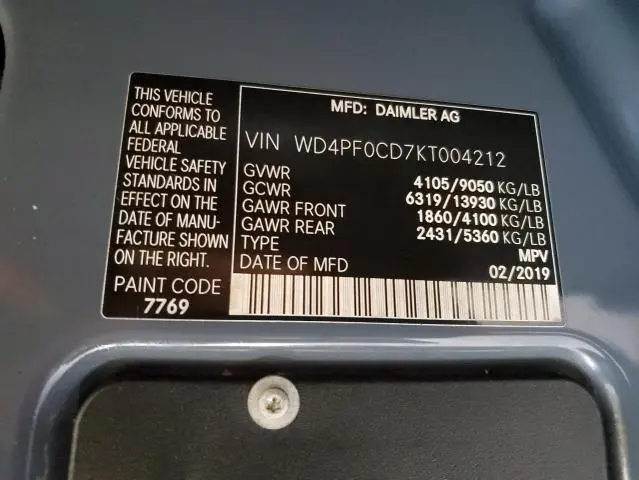 THIS VEHICLE
CONFORMS TO
ALL APPLICABLE
FEDERAL
VEHICLE SAFETY
STANDARDS IN
EFFECT ON THE
DATE OF MANU-
FACTURE SHOWN
ON THE RIGHT.
PAINT CODE
7769
MFD: DAIMLER AG
VIN WD4PF0CD7KT004212
GVWR 4105/9050 KG/LB
GCWR 6319/13930 KG/LB
GAWR FRONT 1860/4100 KG/LB
GAWR REAR 2431/5360 KG/LB
TYPE MPV
DATE OF MFD 02/2019